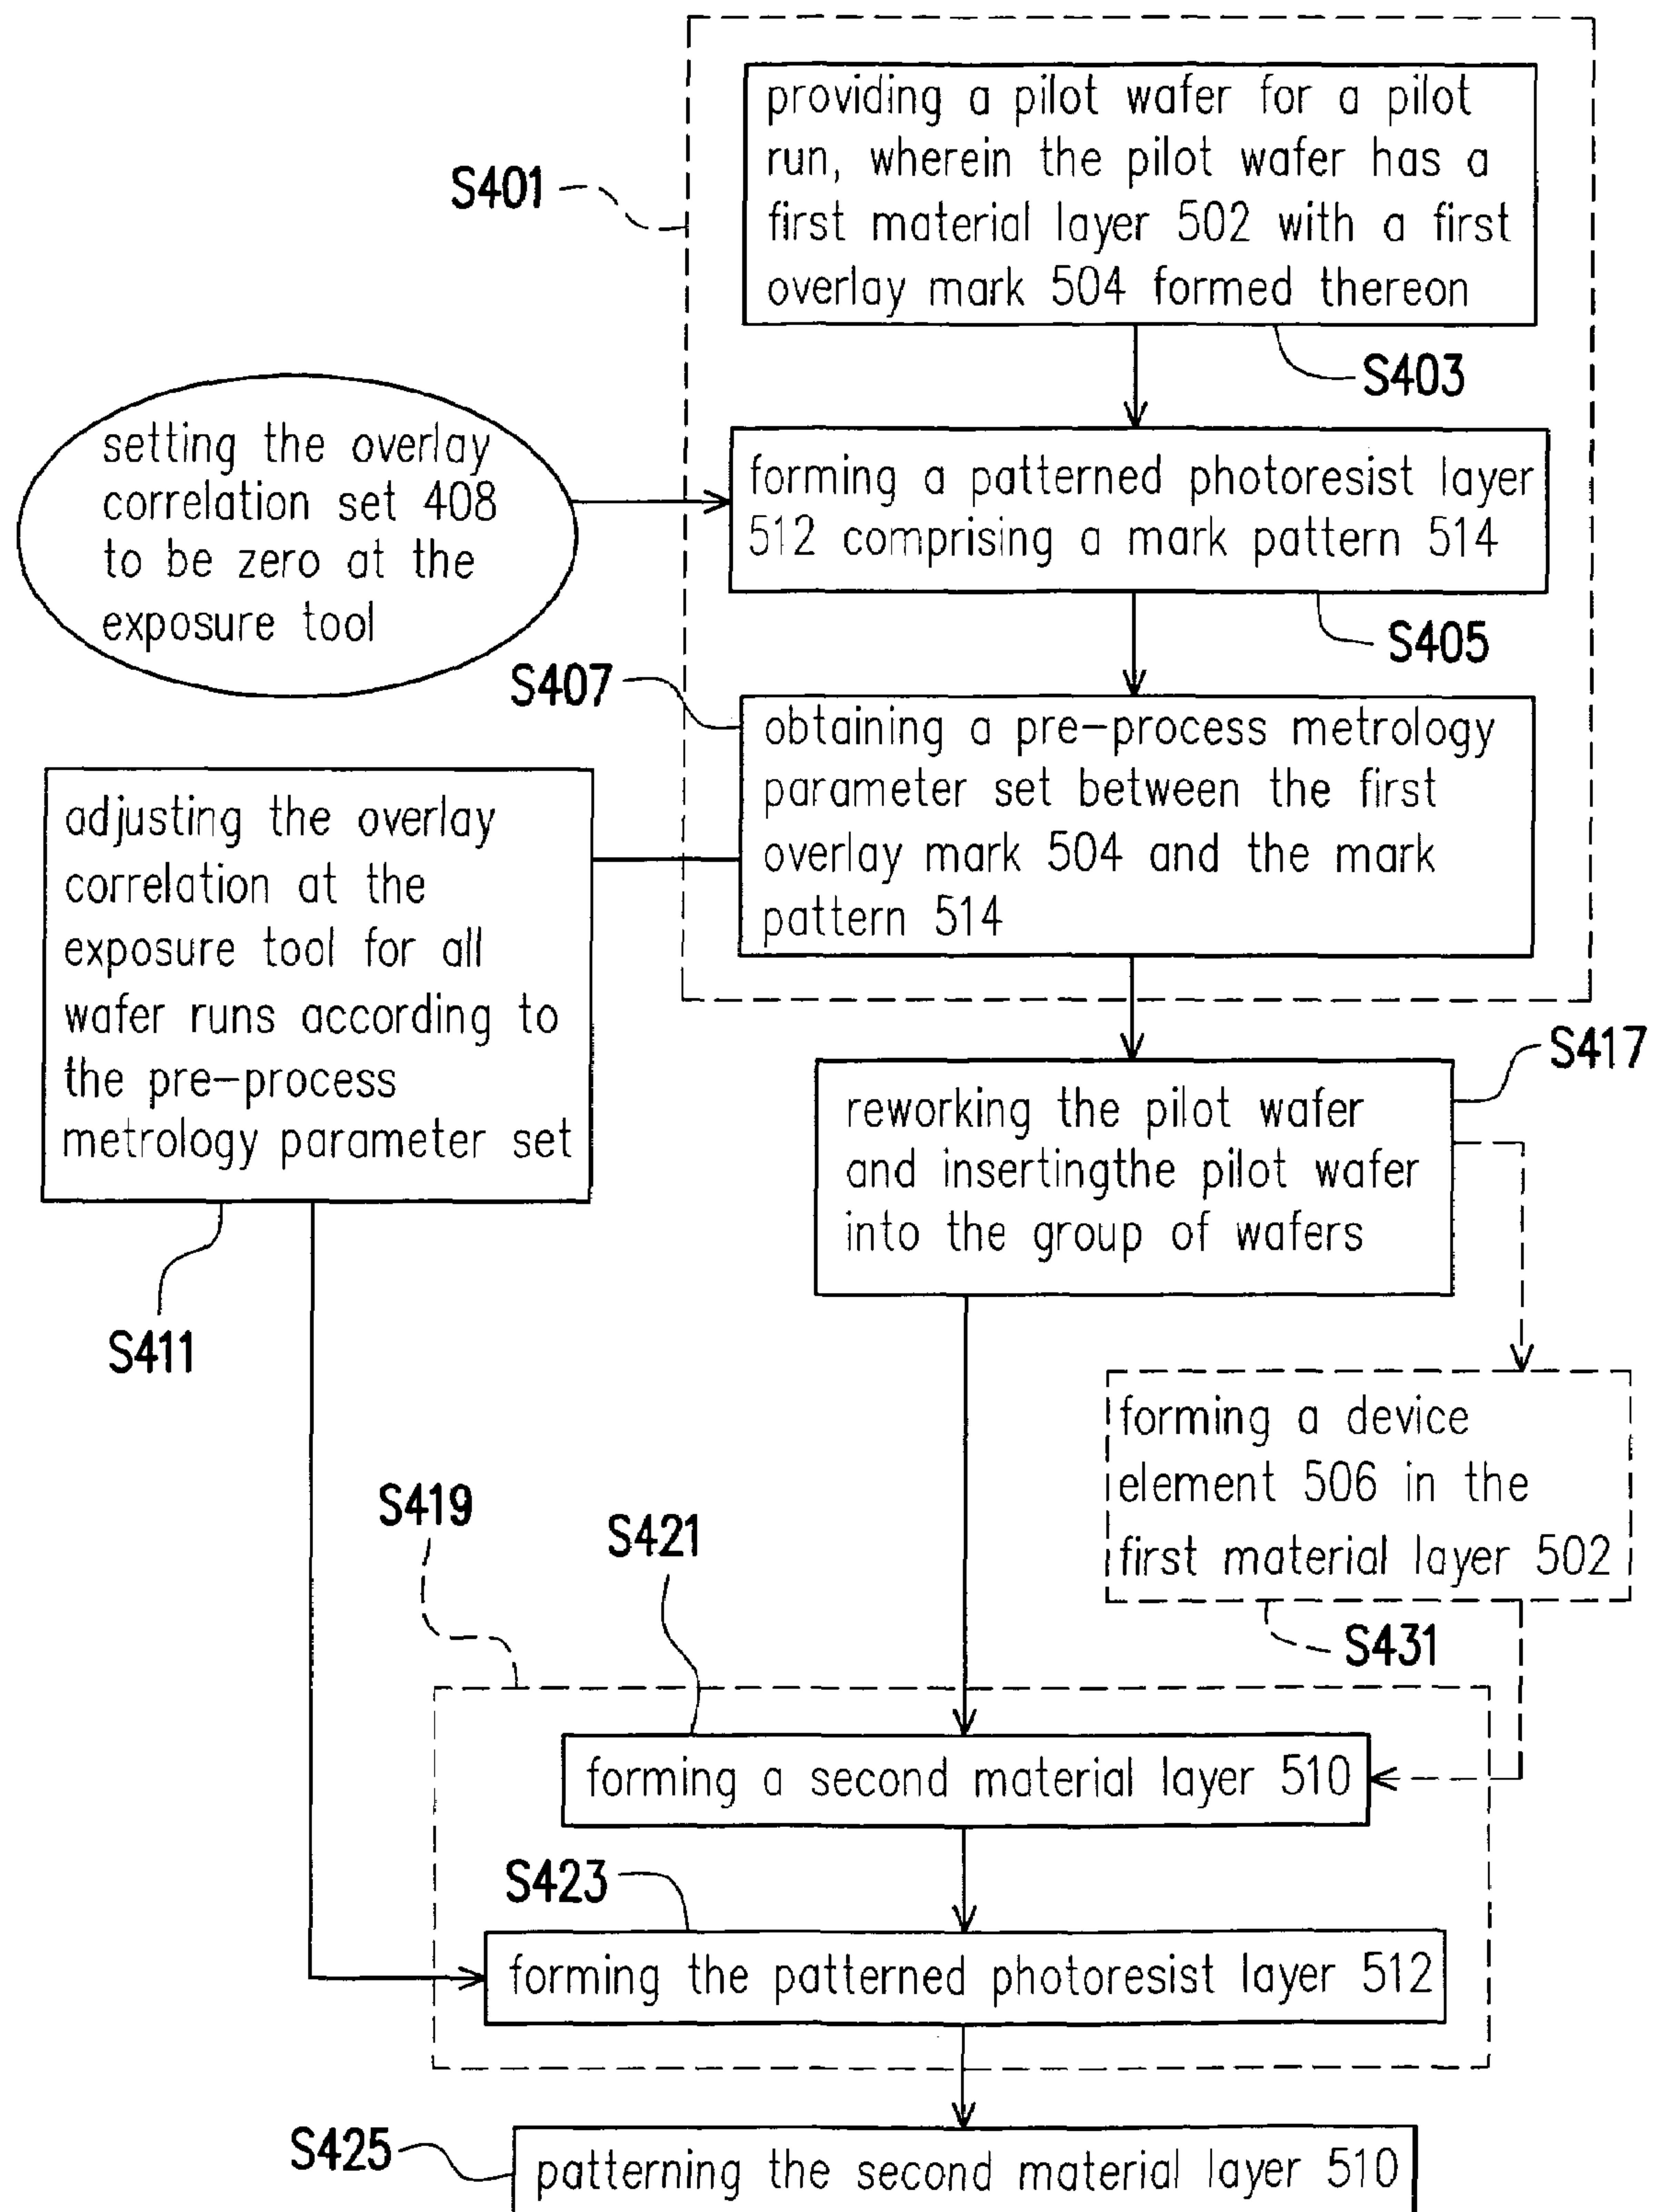 providing a pilot wafer for a pilot
run, wherein the pilot wafer has a
first material layer 502 with a first
overlay mark 504 formed thereon
S401
S403
setting the overlay
correlation set 408
to be zero at the
exposure tool
forming a patterned photoresist layer
512 comprising a mark pattern 514
S405
S407
obtaining a pre-process metrology
parameter set between the first
overlay mark 504 and the mark
pattern 514
adjusting the overlay
correlation at the
exposure tool for all
wafer runs according to
the pre-process
metrology parameter set
S411
S417
reworking the pilot wafer
and insertingthe pilot wafer
into the group of wafers
forming a device
element 506 in the
first material layer 502
S431
S419
S421
forming a second material layer 510
S423
forming the patterned photoresist layer 512
S425
patterning the second material layer 510